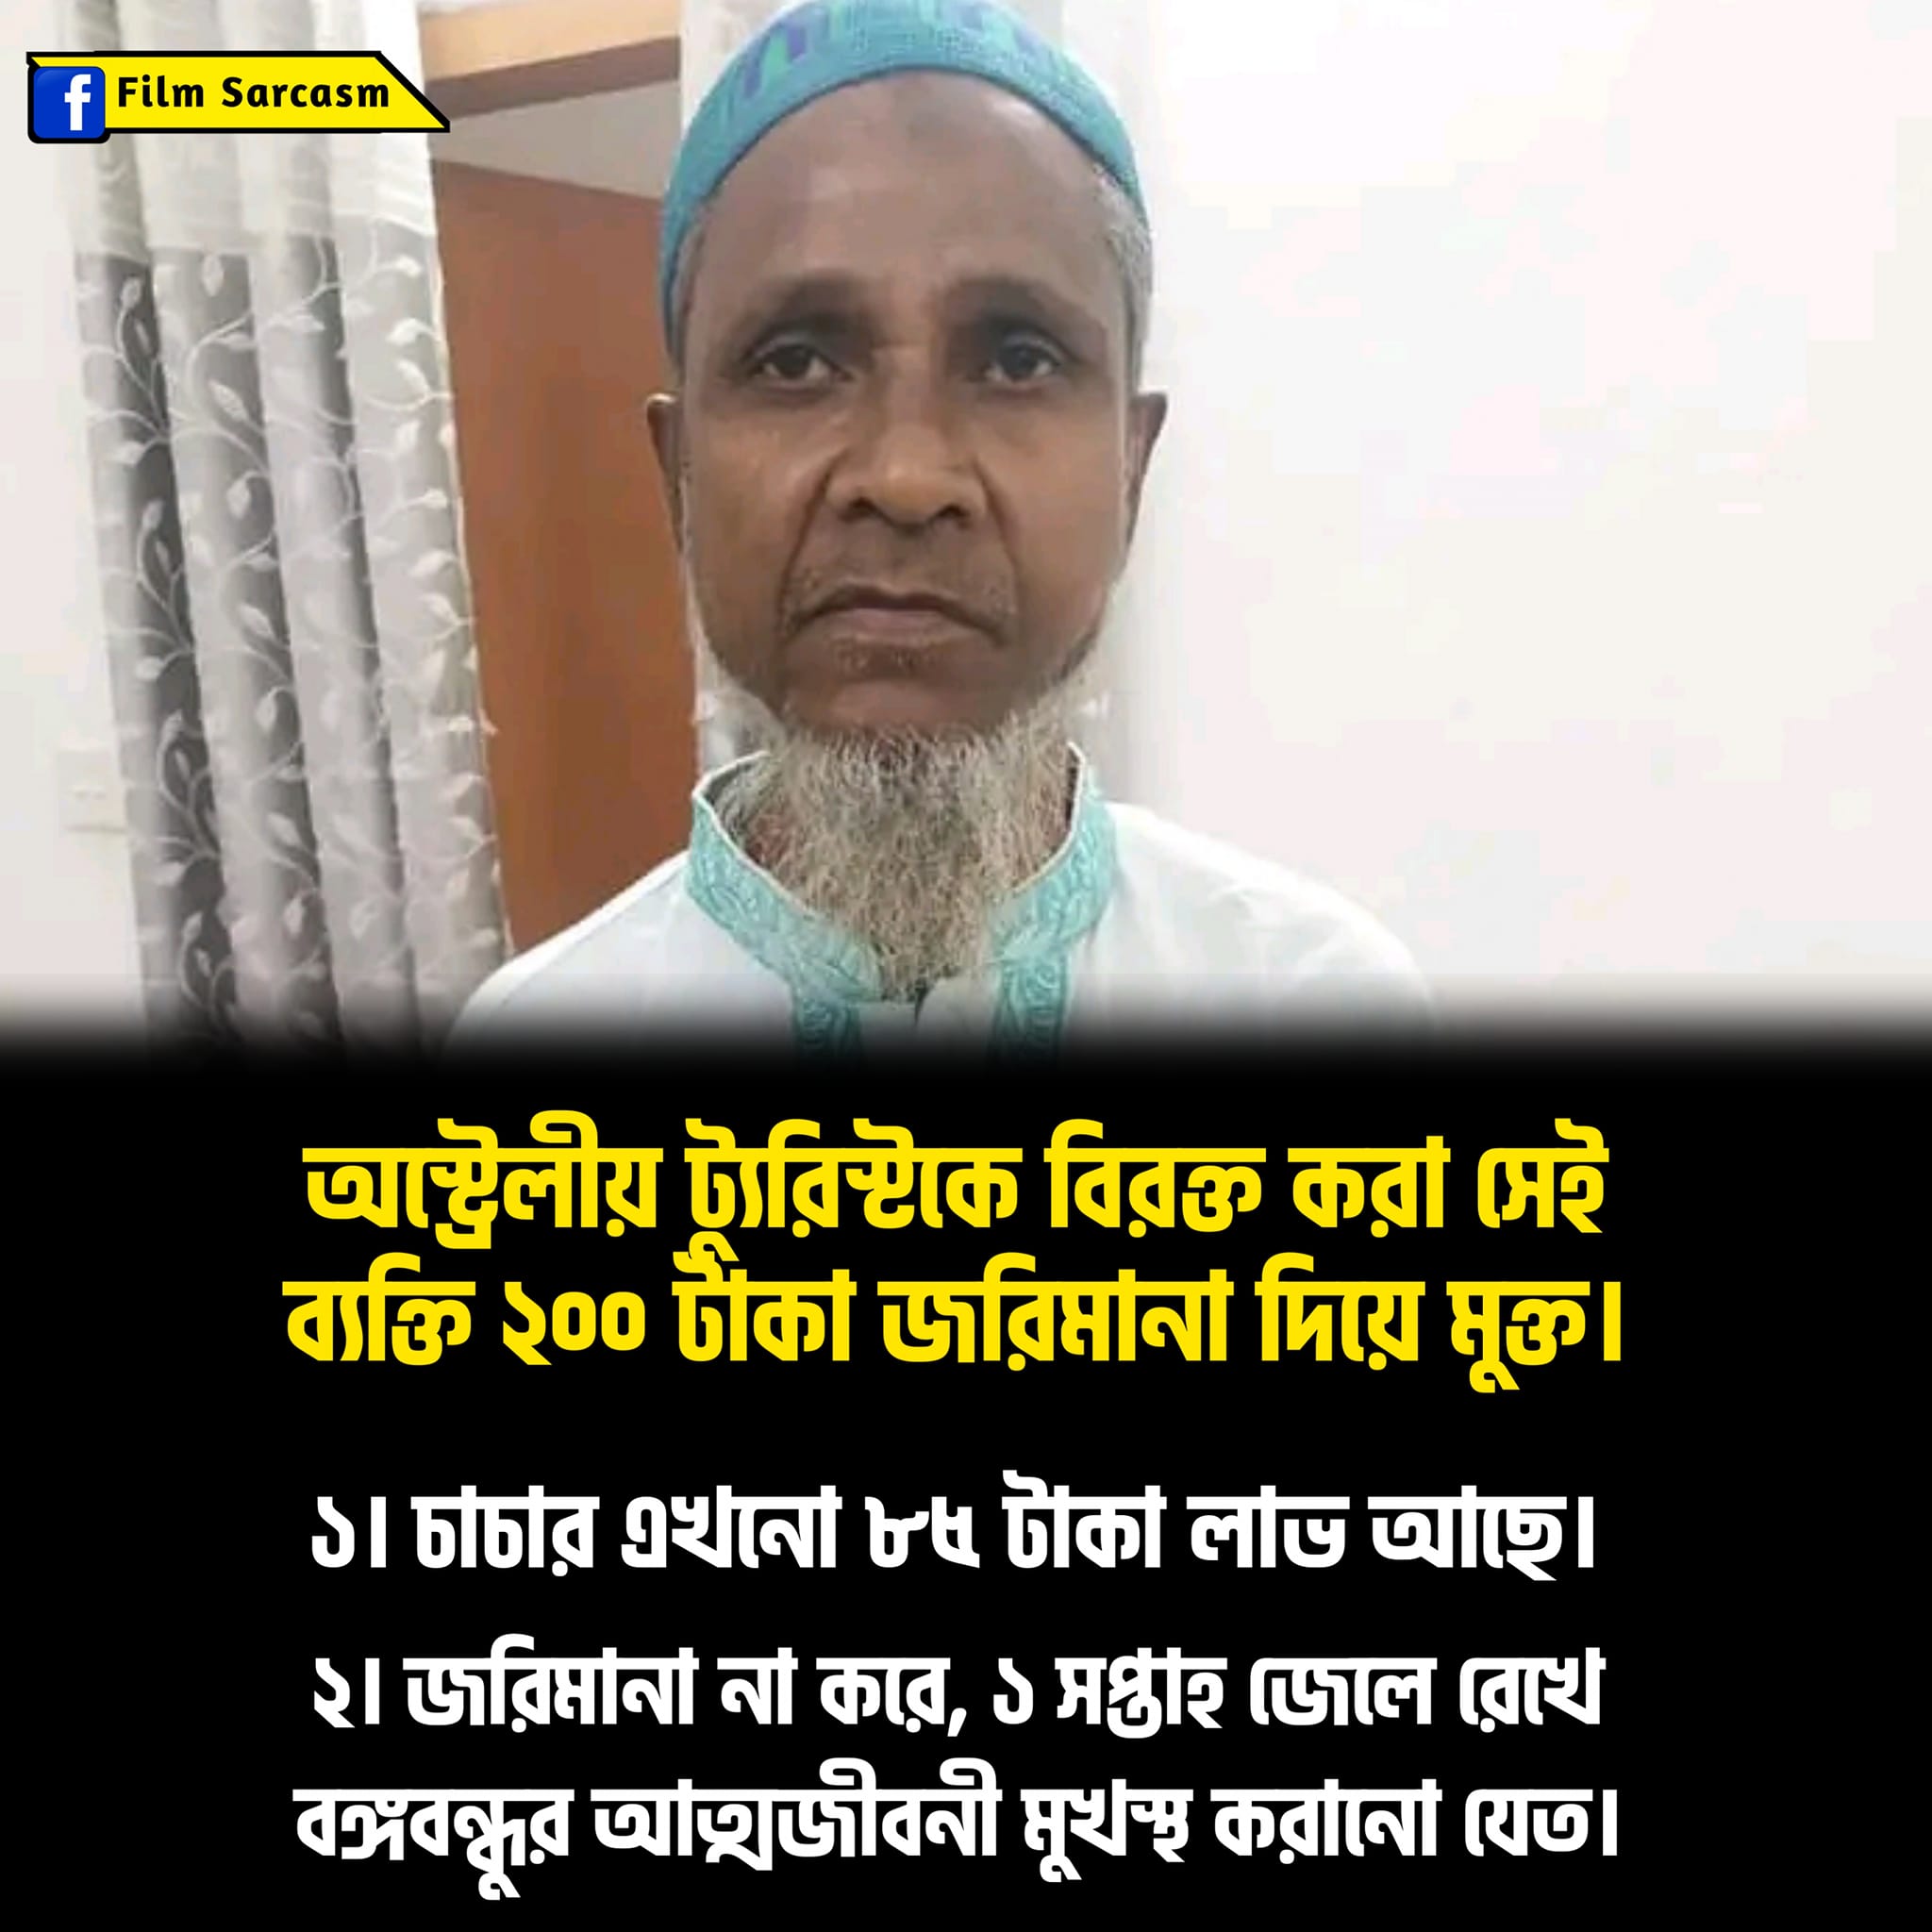 f Film Sarcasm
অস্ট্রেলীয় ট্যুরিস্টকে বিরক্ত করা সেই
ব্যক্তি ২০০ টাকা জরিমানা দিয়ে মুক্ত।
১। চাচার এখনো ৮৫ টাকা লাভ আছে।
২। জরিমানা না করে, ১ সপ্তাহ জেলে রেখে
বঙ্গবন্ধুর আত্মজীবনী মুখস্থ করানো যেত।